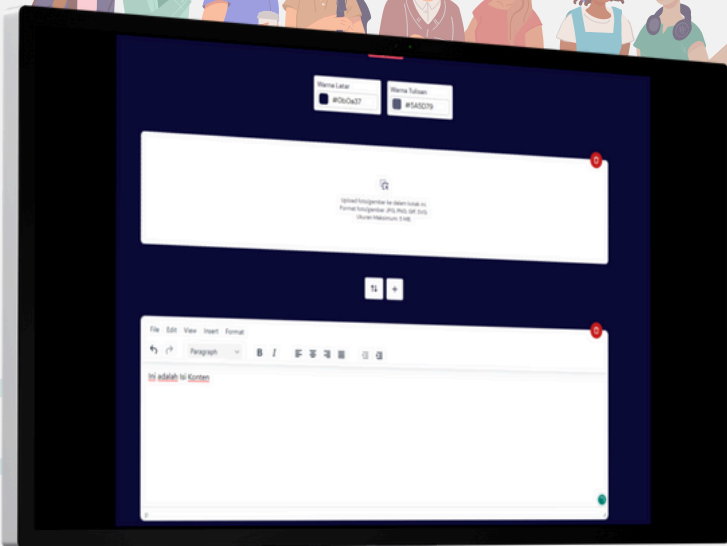 Warna Latar
#0b0a37
Warna Tulisan
#5A5D79
Upload foto/gambar ke dalam kotak ini.
Format foto/gambar: JPG, PNG, GIF, SVG.
Ukuran Maksimum: 5 MB
File Edit View Insert Format
Paragraph
B I
Ini adalah Isi Konten